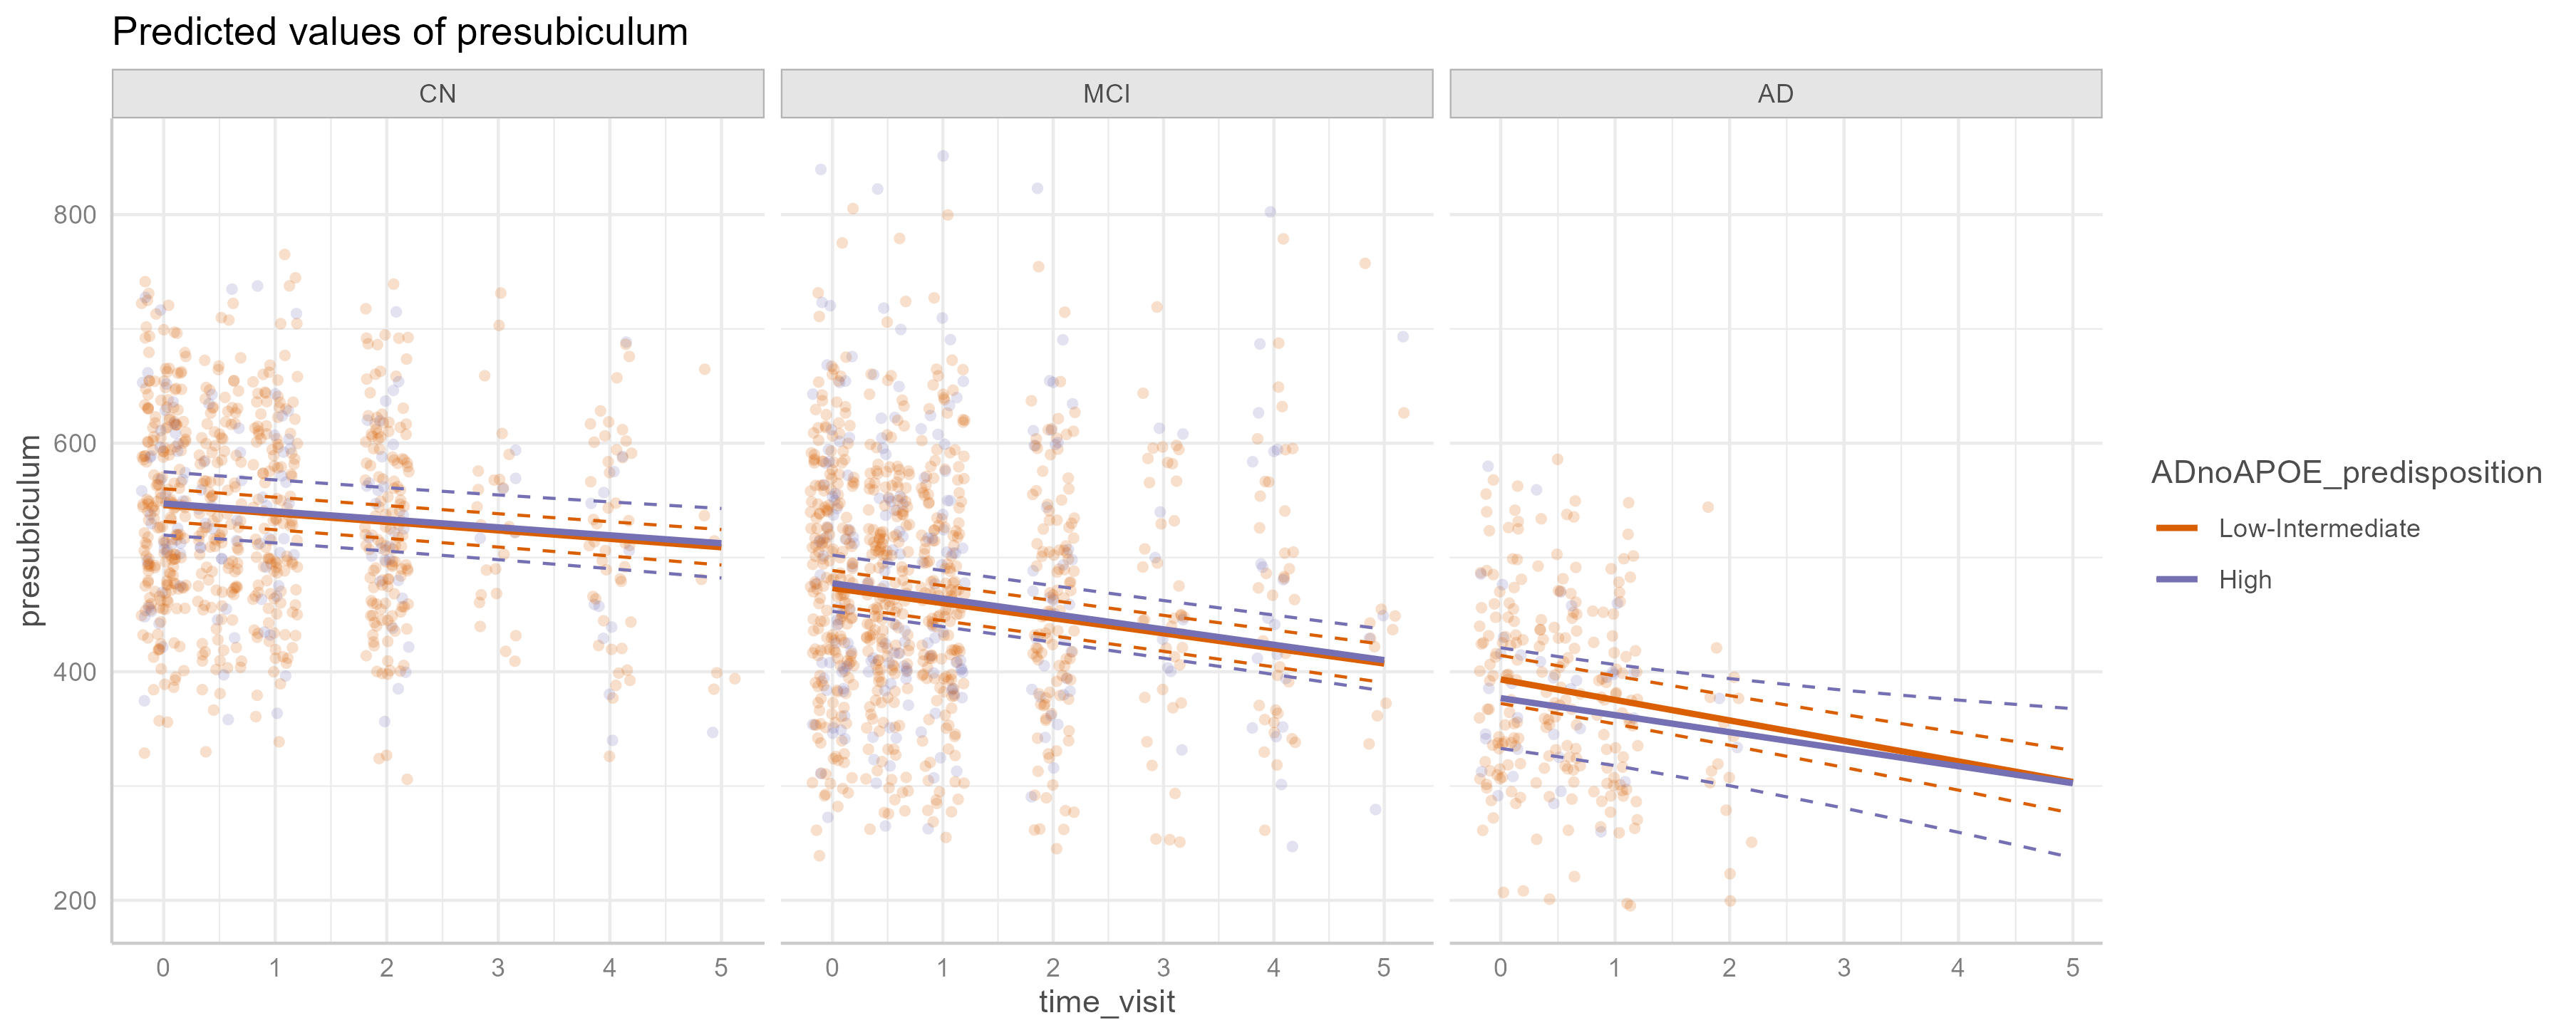 Predicted values of presubiculum
CN
MCI
AD
presubiculum
800
600
400
200
0 1 2 3 4 5
0 1 2 3 4 5
0 1 2 3 4 5
time_visit
ADnoAPOE_predisposition
Low-Intermediate
High